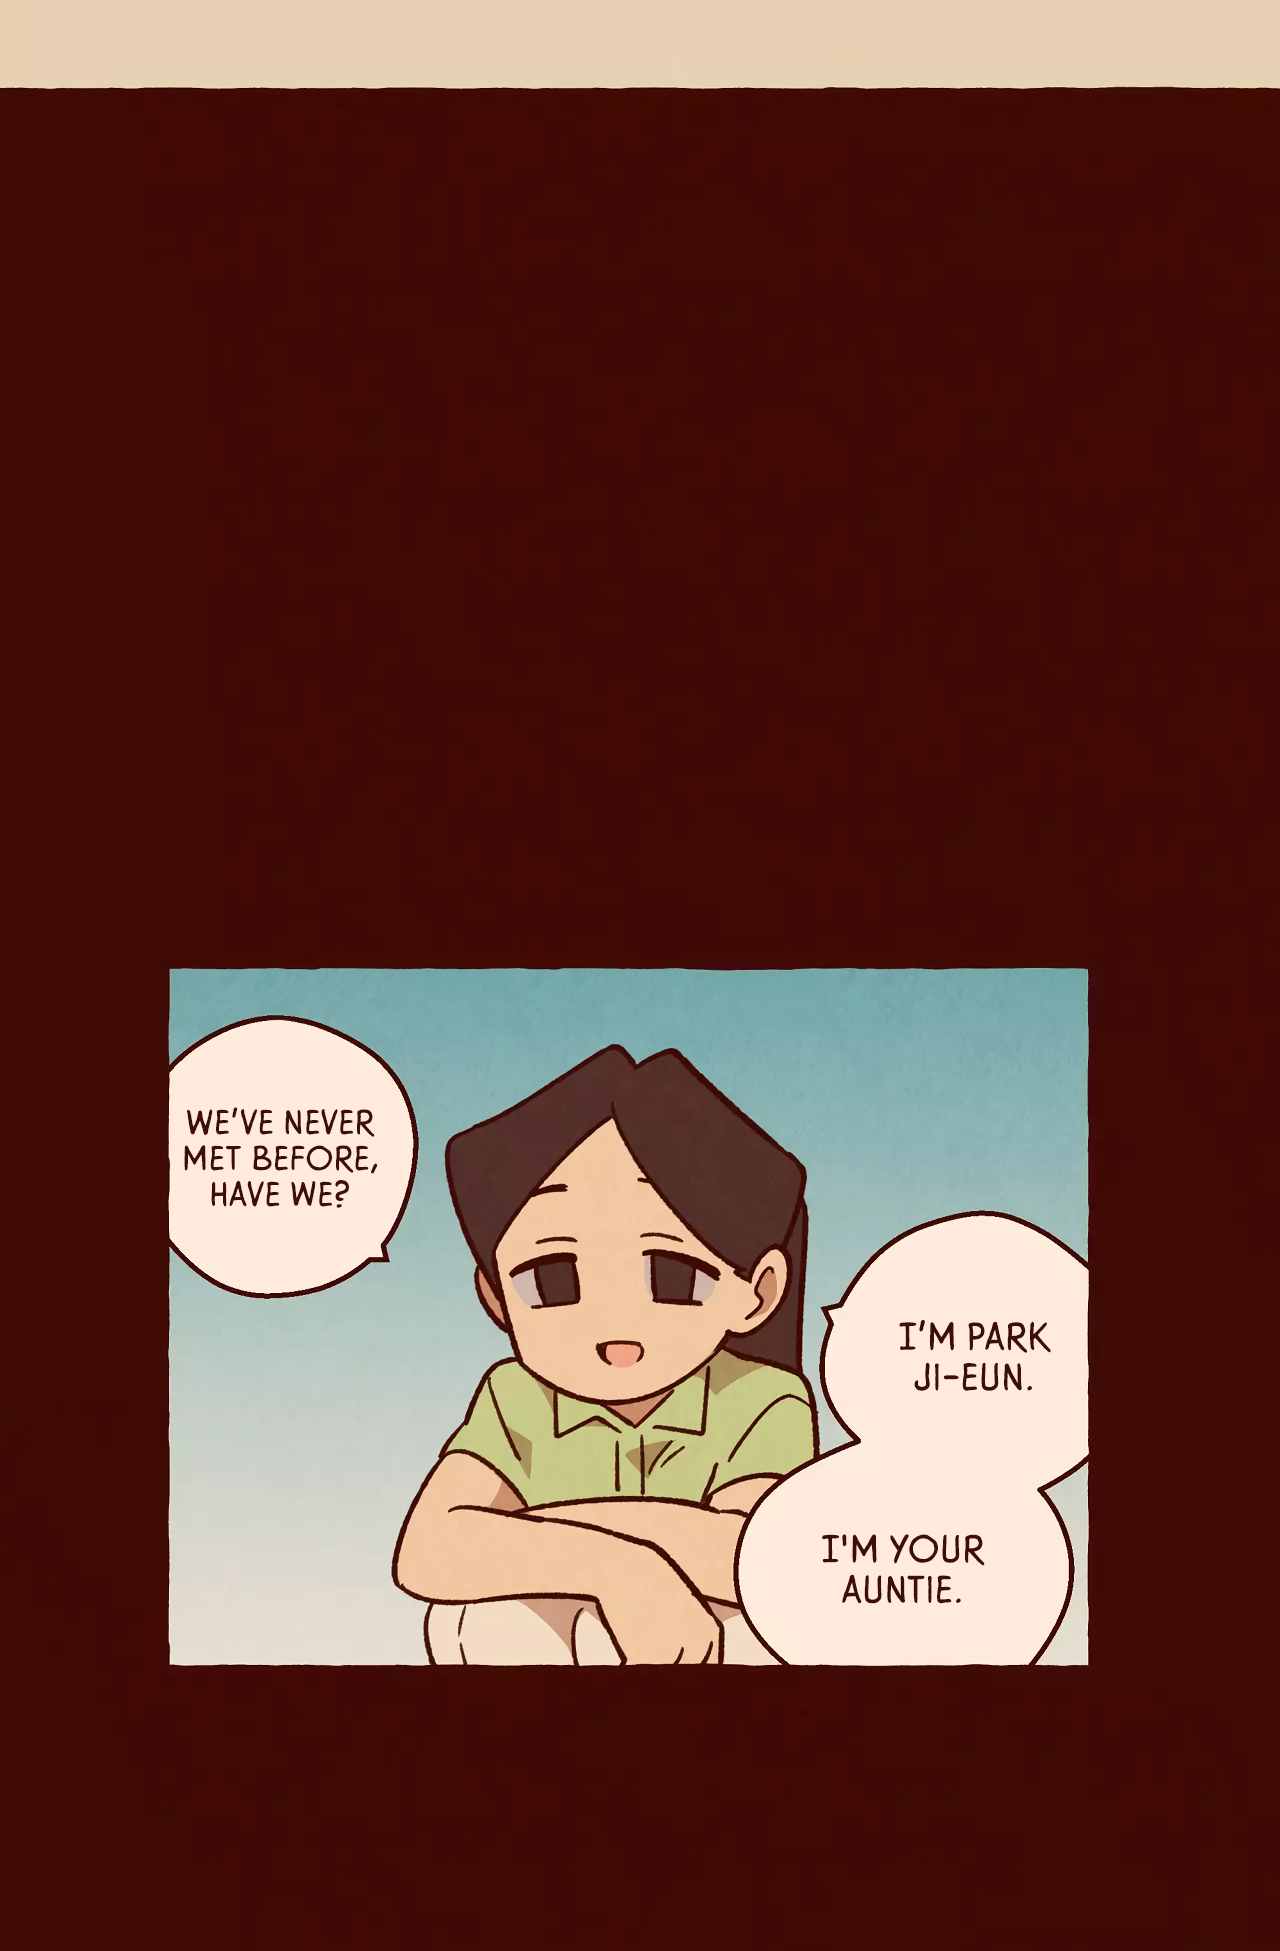 WE'VE NEVER
MET BEFORE,
HAVE WE?
I'M PARK
JI-EUN.
I'M YOUR
AUNTIE.